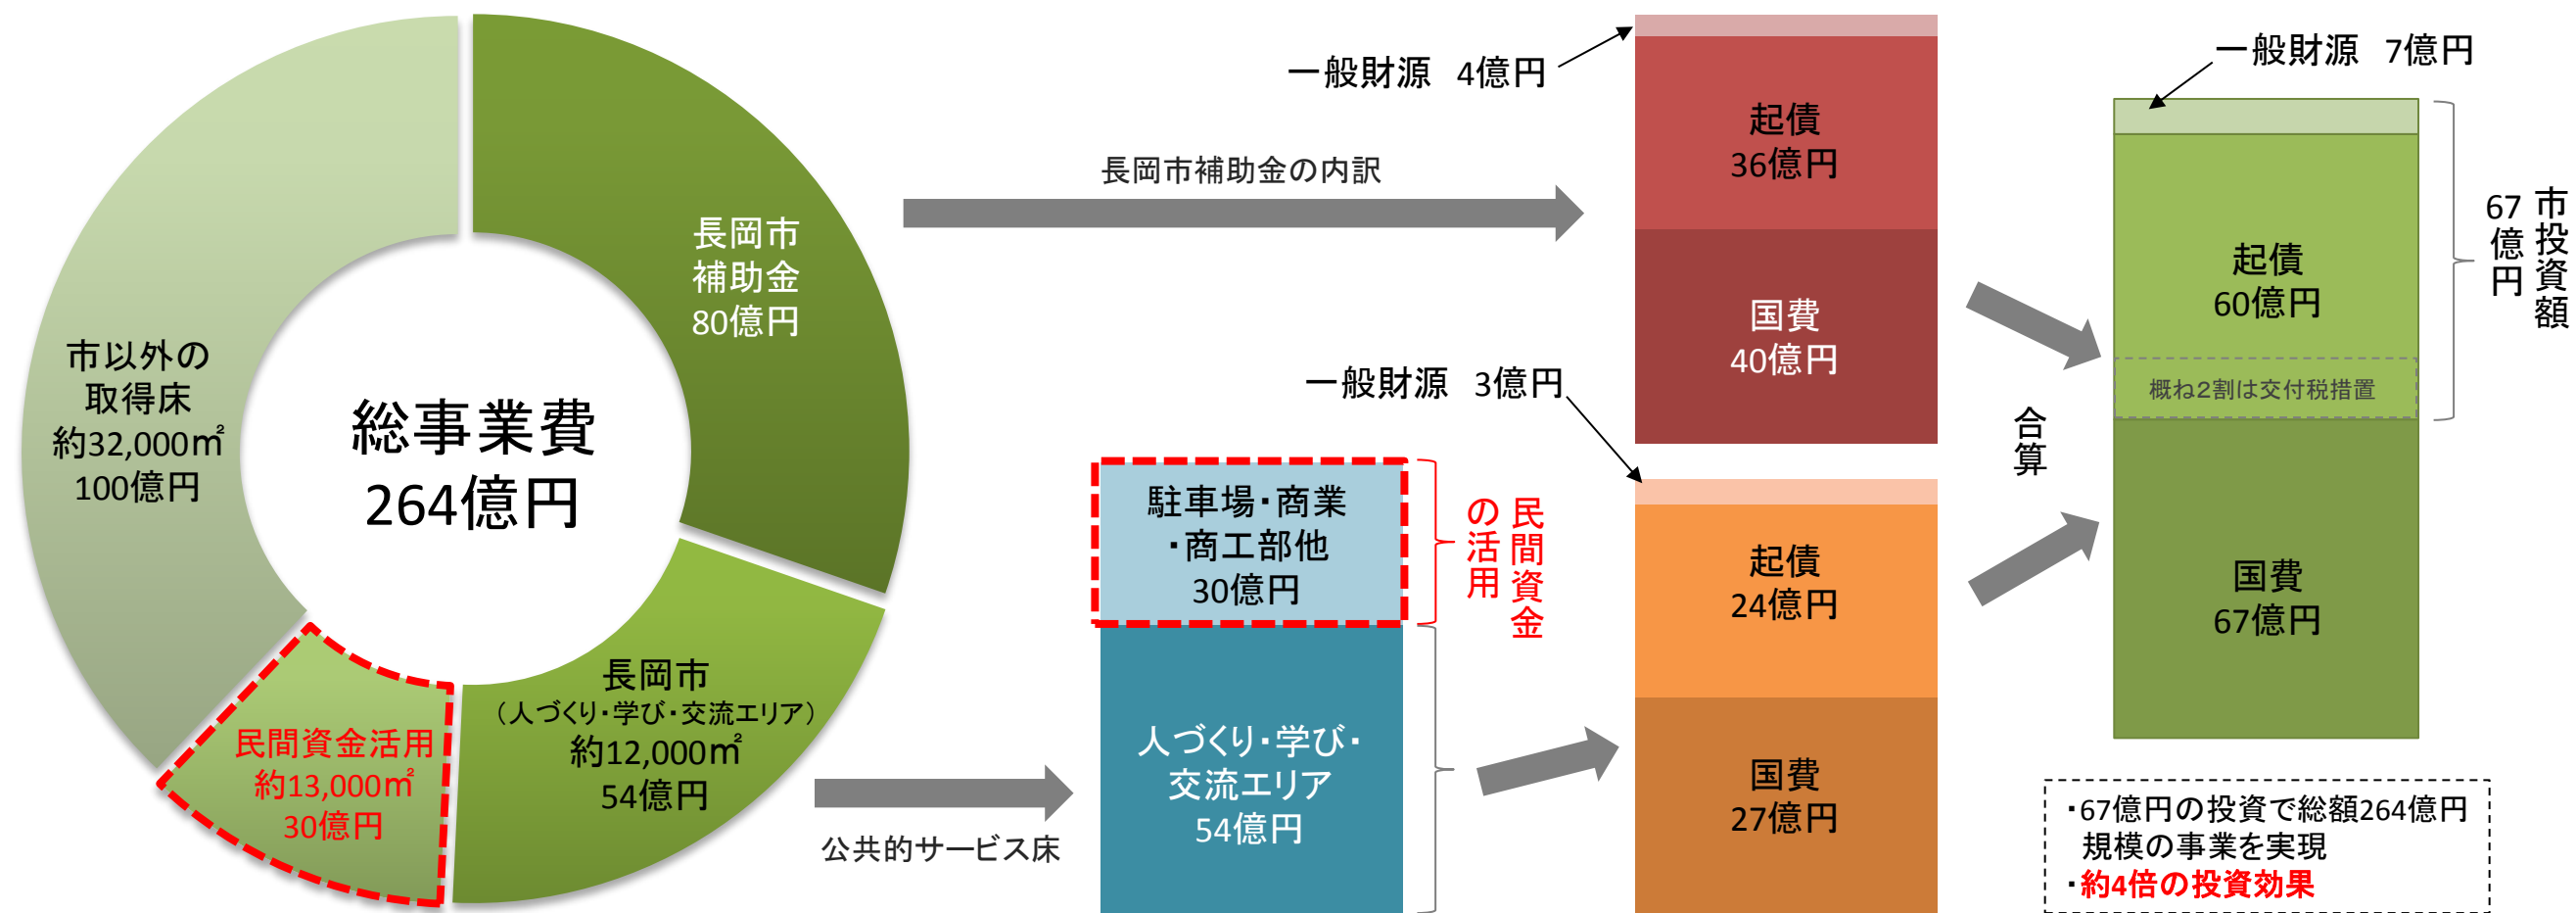 長岡市
補助金
80億円
市以外の
取得床
約32,000㎡
100億円
総事業費
264億円
民間資金活用
約13,000㎡
30億円
長岡市
（人づくり・学び・交流エリア）
約12,000㎡
54億円
長岡市補助金の内訳
公共的サービス床
駐車場・商業
・商工部他
30億円
人づくり・学び・
交流エリア
54億円
民間資金
の活用
一般財源　4億円
起債
36億円
国費
40億円
一般財源　3億円
起債
24億円
国費
27億円
合算
一般財源　7億円
起債
60億円
概ね２割は交付税措置
国費
67億円
市投資額
67億円
・67億円の投資で総額264億円
規模の事業を実現
・約4倍の投資効果